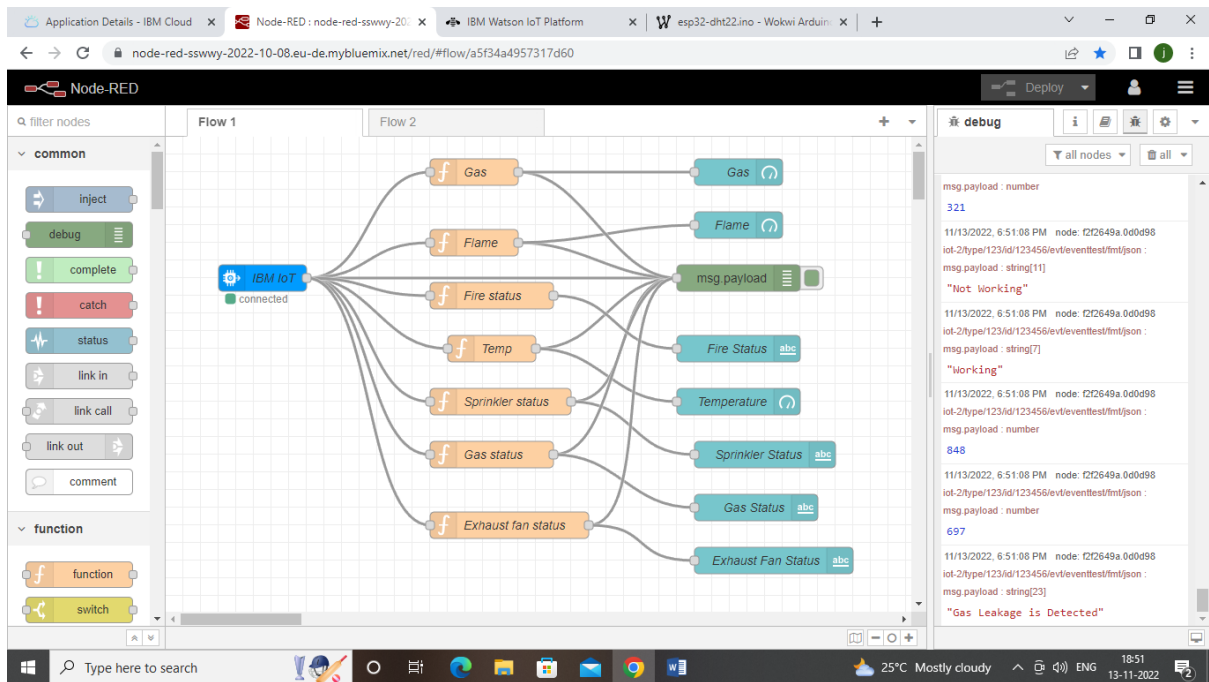 Application Details - IBM Cloud
Node-RED : node-red-sswwy-202
IBM Watson IoT Platform
esp32-dht22.ino - Wokwi Arduin
node-red-sswwy-2022-10-08.eu-de.mybluemix.net/red/#flow/a5f34a4957317d60
j
Node-RED
Deploy
filter nodes
common
inject
debug
complete
catch
status
link in
link call
link out
comment
function
function
switch
Flow 1
Flow 2
IBM IoT
connected
Gas
Flame
Fire status
Temp
Sprinkler status
Gas status
Exhaust fan status
Gas
Flame
msg.payload
Fire Status abc
Temperature
Sprinkler Status abc
Gas Status abc
Exhaust Fan Status abc
debug
i
all nodes
all
msg.payload : number
321
11/13/2022, 6:51:08 PM node: f2f2649a.0d0d98
iot-2/type/123/id/123456/evt/eventtest/fmt/json :
msg.payload : string[11]
"Not Working"
11/13/2022, 6:51:08 PM node: f2f2649a.0d0d98
iot-2/type/123/id/123456/evt/eventtest/fmt/json :
msg.payload : string[7]
"Working"
11/13/2022, 6:51:08 PM node: f2f2649a.0d0d98
iot-2/type/123/id/123456/evt/eventtest/fmt/json :
msg.payload : number
848
11/13/2022, 6:51:08 PM node: f2f2649a.0d0d98
iot-2/type/123/id/123456/evt/eventtest/fmt/json :
msg.payload : number
697
11/13/2022, 6:51:08 PM node: f2f2649a.0d0d98
iot-2/type/123/id/123456/evt/eventtest/fmt/json :
msg.payload : string[23]
"Gas Leakage is Detected"
Type here to search
25°C Mostly cloudy
ENG
18:51
13-11-2022
2